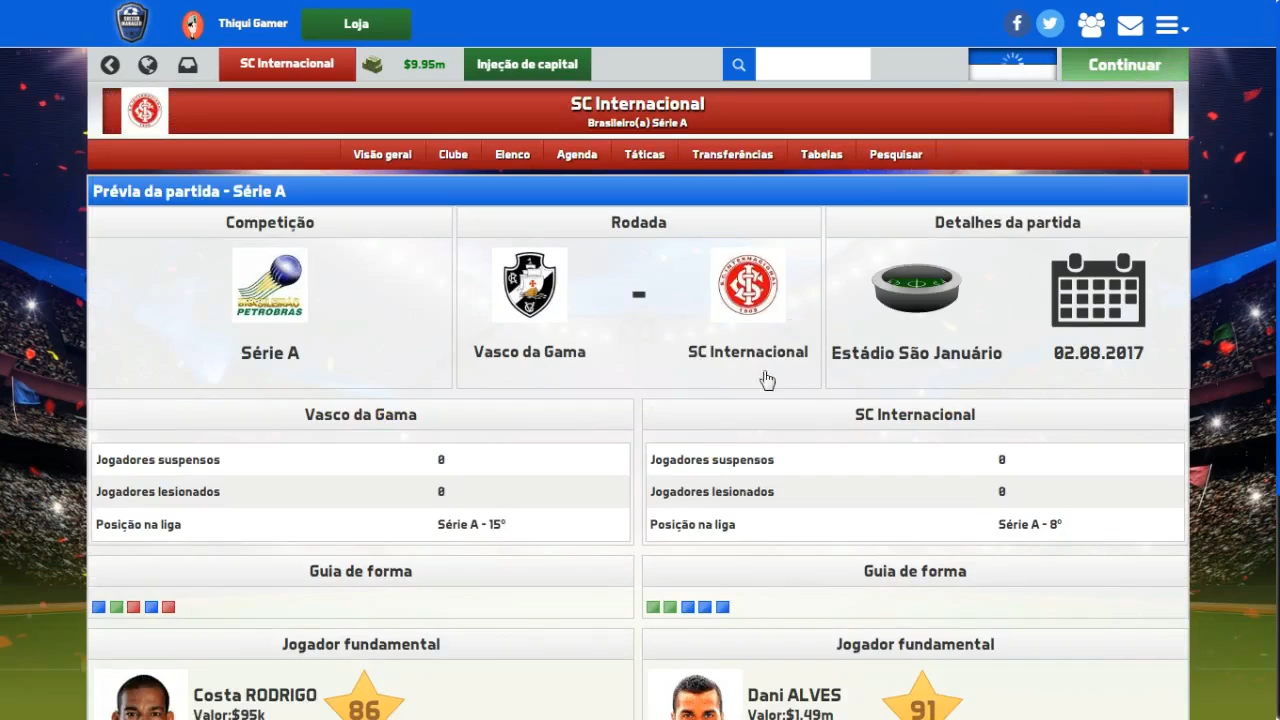 Thiqui Gamer
Loja
SC Internacional
$9.95m
Injeção de capital
Continuar
SC Internacional
Brasileiro(a) Série A
Visão geral
Clube
Elenco
Agenda
Táticas
Transferências
Tabelas
Pesquisar
Prévia da partida - Série A
Competição
Rodada
Detalhes da partida
BRASILEIRÃO
PETROBRAS
-
Série A
Vasco da Gama
SC Internacional
Estádio São Januário
02.08.2017
Vasco da Gama
SC Internacional
Jogadores suspensos 0
Jogadores lesionados 0
Posição na liga Série A - 15º
Jogadores suspensos 0
Jogadores lesionados 0
Posição na liga Série A - 8º
Guia de forma
Guia de forma
Jogador fundamental
Jogador fundamental
Costa RODRIGO
Valor:$95k
86
Dani ALVES
Valor:$1.49m
91